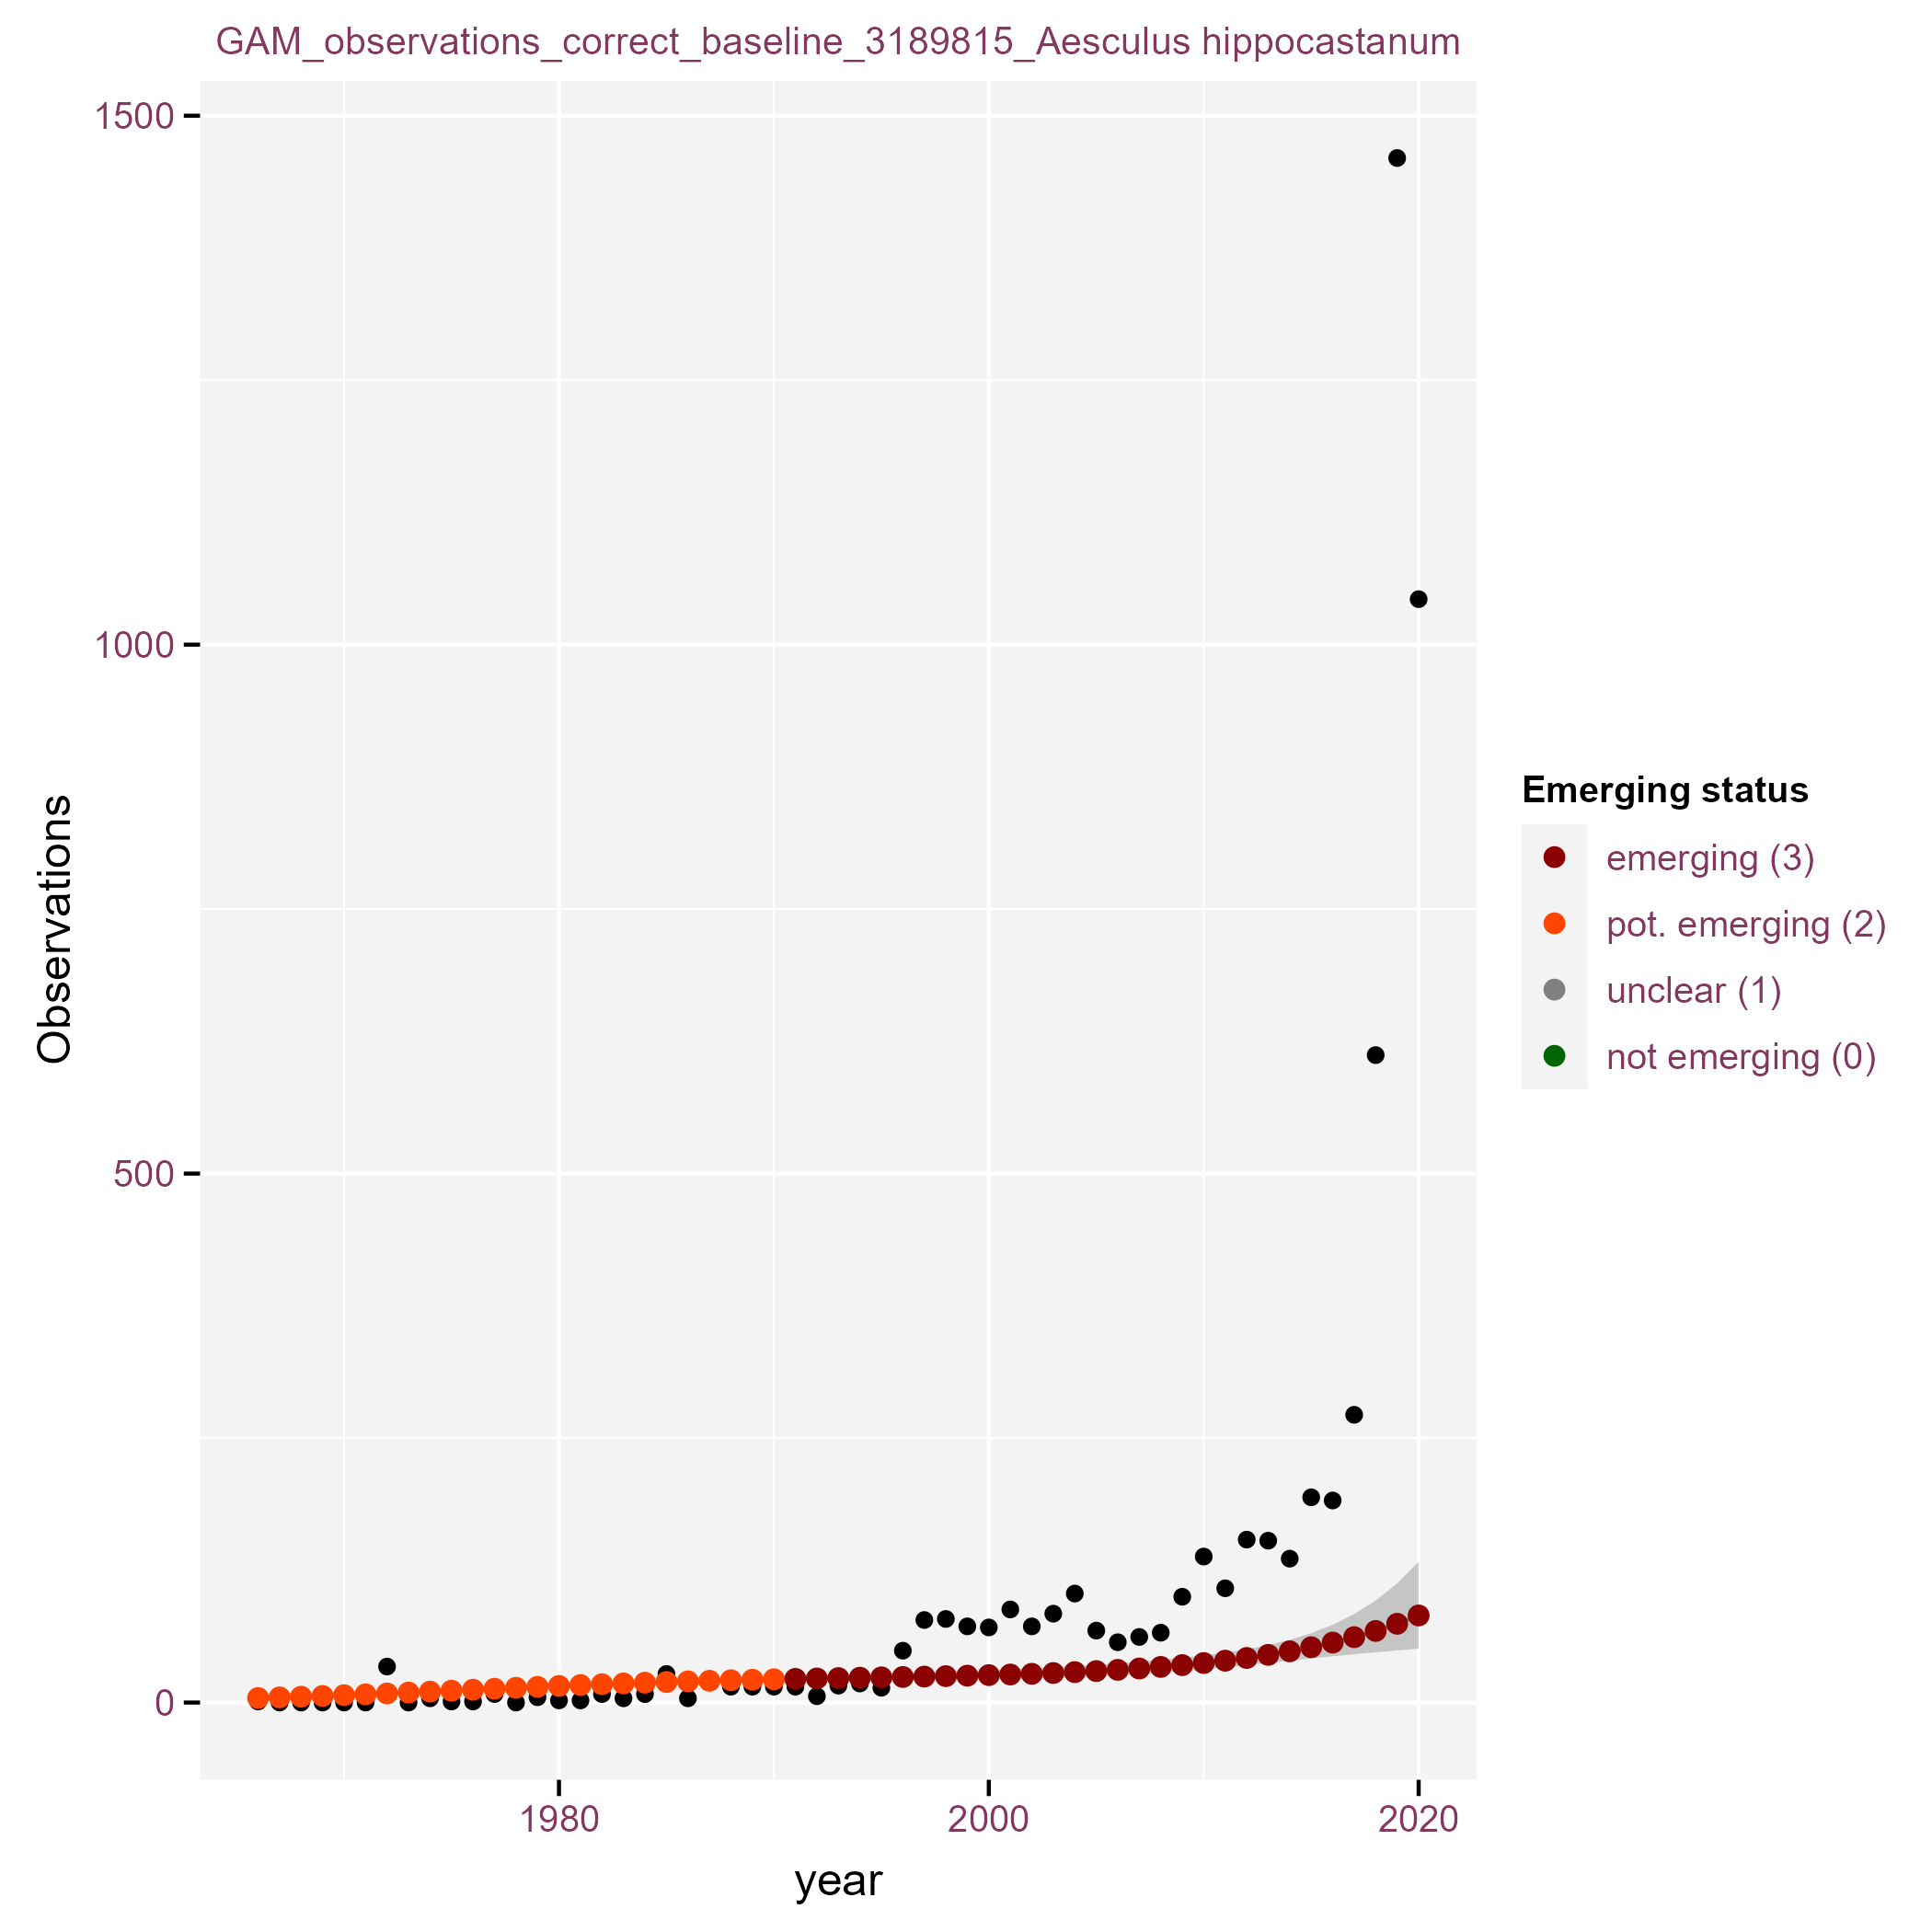 GAM_observations_correct_baseline_3189815_Aesculus hippocastanum
1500
1000
500
0
Observations
1980
2000
2020
year
Emerging status
emerging (3)
pot. emerging (2)
unclear (1)
not emerging (0)